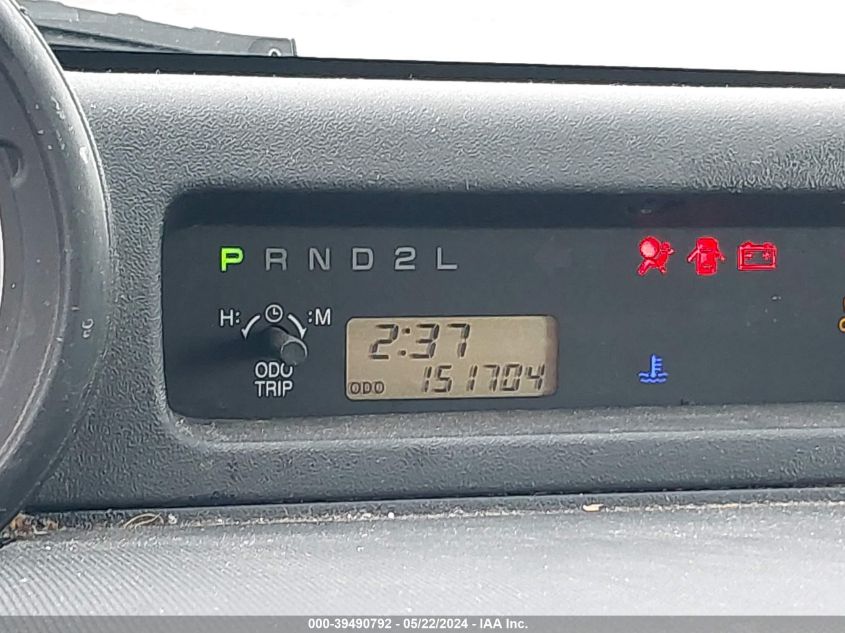 P R N D 2 L
H: :M
2:37
ODO
TRIP
ODO 151704
000-39490792 - 05/22/2024 - IAA Inc.